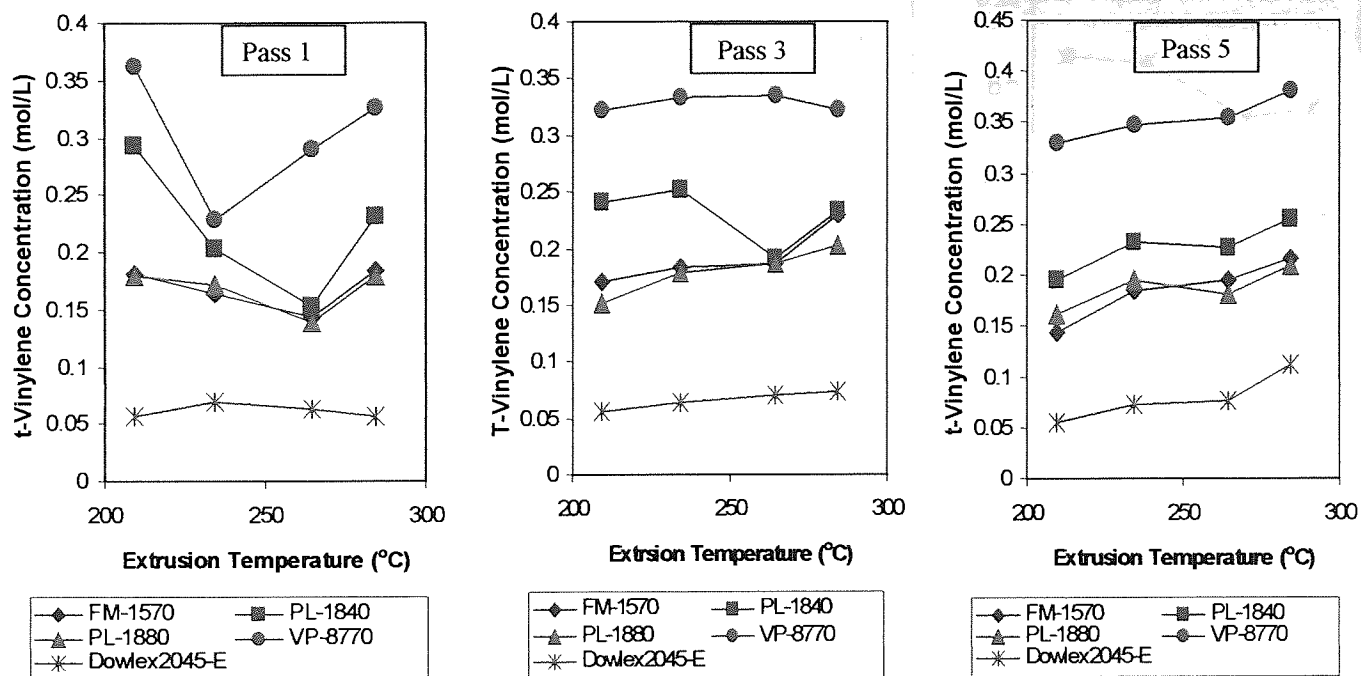 Pass 1
t-Vinylene Concentration (mol/L)
0.4
0.35
0.3
0.25
0.2
0.15
0.1
0.05
0
200 250 300
Extrusion Temperature (°C)
FM-1570 PL-1840
PL-1880 VP-8770
Dowlex2045-E
Pass 3
T-Vinylene Concentration (mol/L)
0.4
0.35
0.3
0.25
0.2
0.15
0.1
0.05
0
200 250 300
Extrsion Temperature (°C)
FM-1570 PL-1840
PL-1880 VP-8770
Dowlex2045-E
Pass 5
t-Vinylene Concentration (mol/L)
0.45
0.4
0.35
0.3
0.25
0.2
0.15
0.1
0.05
0
200 250 300
Extrusion Temperature (°C)
FM-1570 PL-1840
PL-1880 VP-8770
Dowlex2045-E